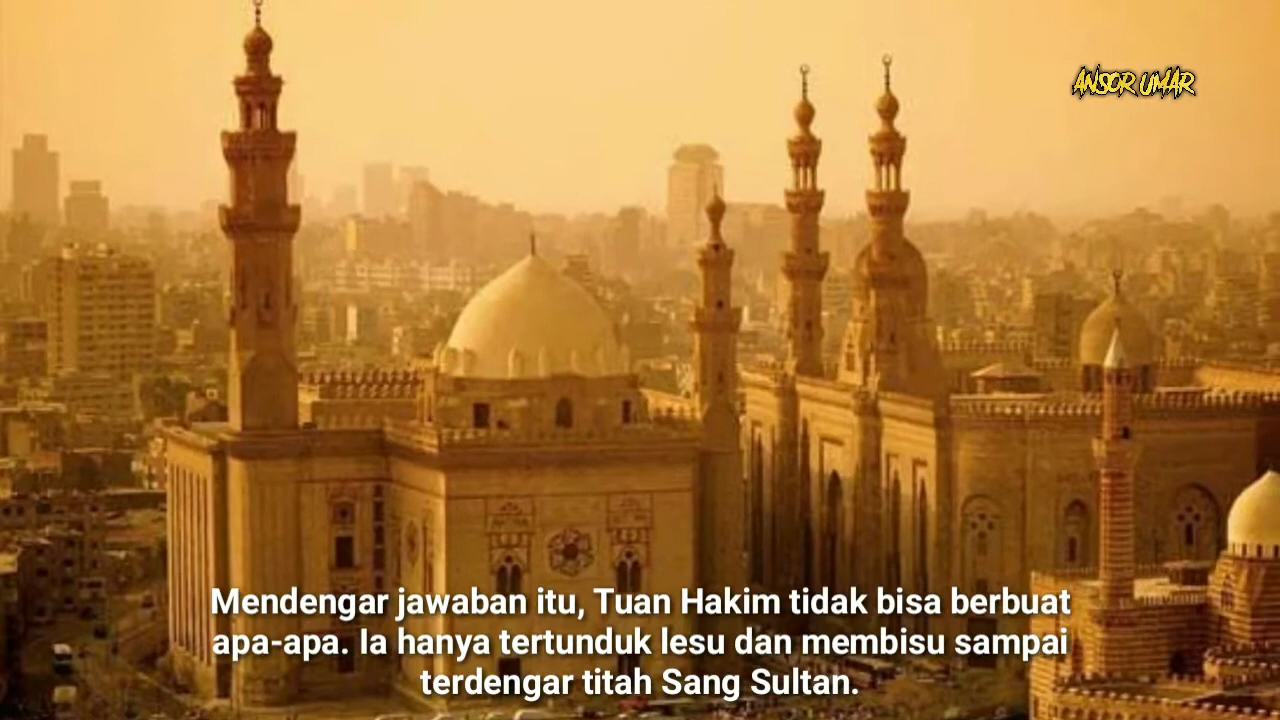 ANSOR UMAR
Mendengar jawaban itu, Tuan Hakim tidak bisa berbuat
apa-apa. Ia hanya tertunduk lesu dan membisu sampai
terdengar titah Sang Sultan.